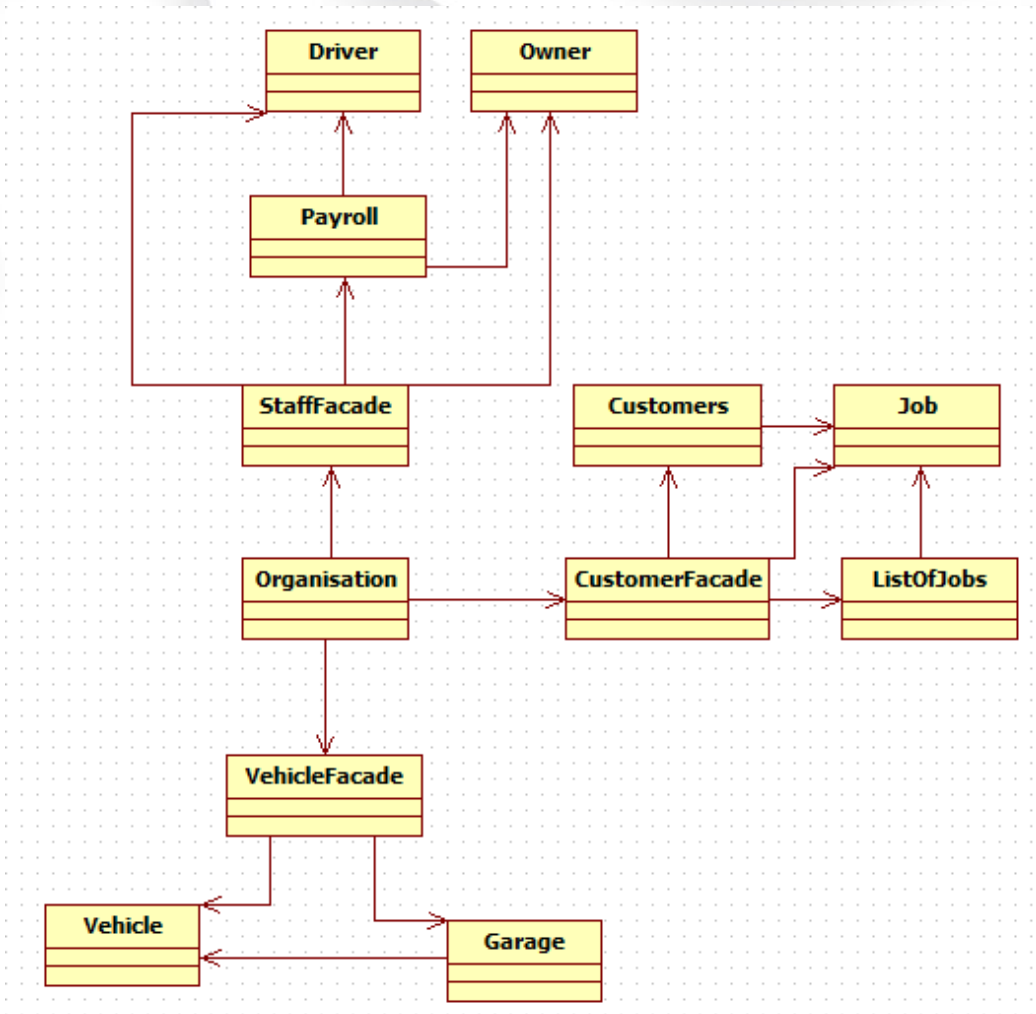 Driver
Owner
Payroll
StaffFacade
Customers
Job
Organisation
CustomerFacade
ListOfJobs
VehicleFacade
Vehicle
Garage